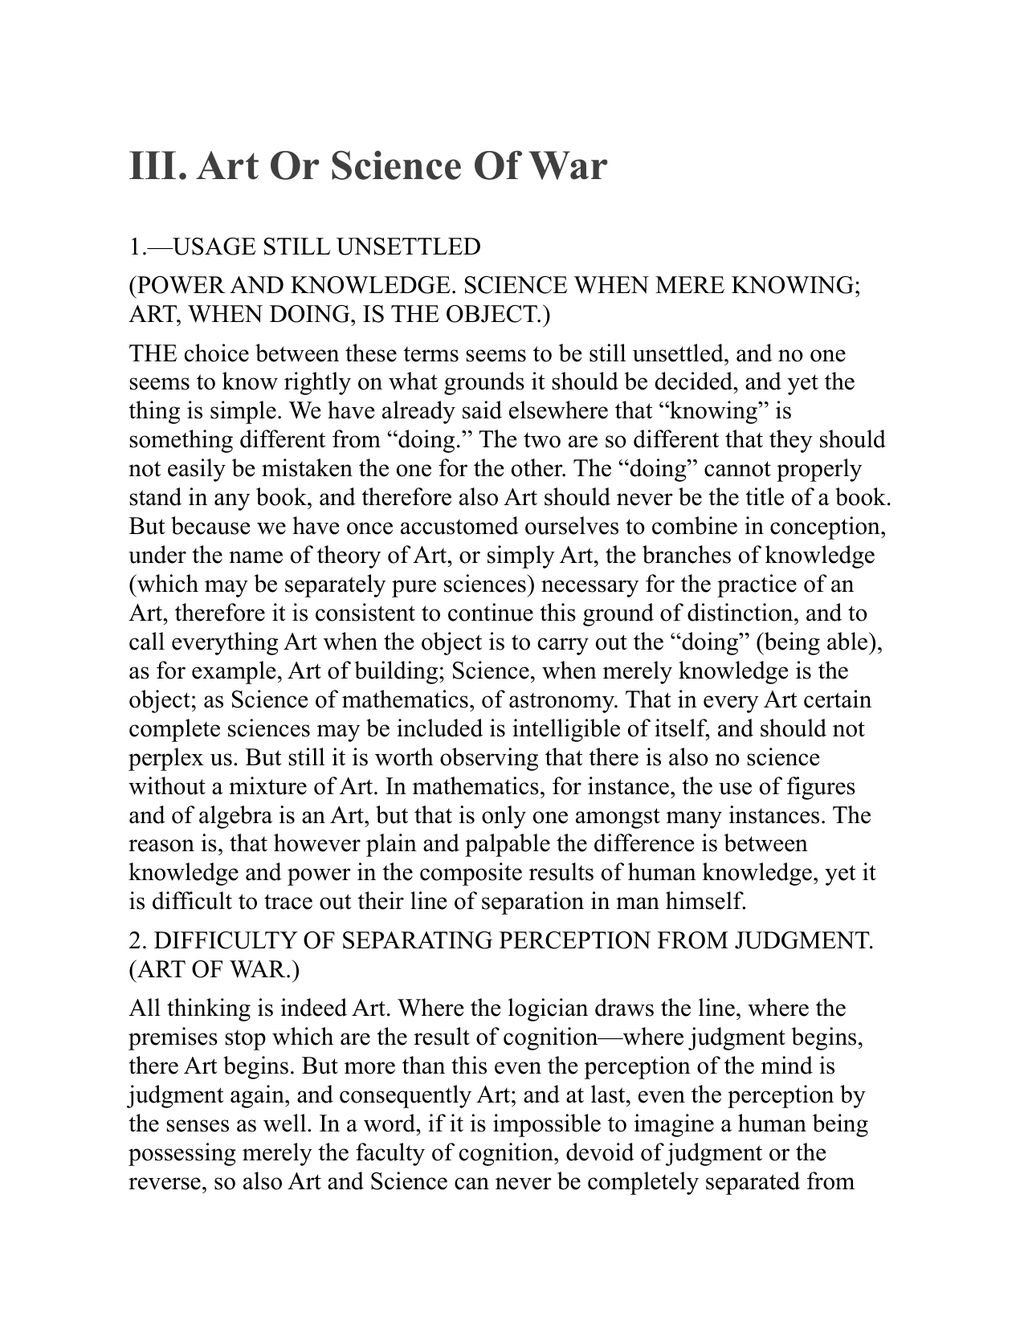 III. Art Or Science Of War
1.—USAGE STILL UNSETTLED
(POWER AND KNOWLEDGE. SCIENCE WHEN MERE KNOWING;
ART, WHEN DOING, IS THE OBJECT.)
THE choice between these terms seems to be still unsettled, and no one
seems to know rightly on what grounds it should be decided, and yet the
thing is simple. We have already said elsewhere that “knowing” is
something different from “doing.” The two are so different that they should
not easily be mistaken the one for the other. The “doing” cannot properly
stand in any book, and therefore also Art should never be the title of a book.
But because we have once accustomed ourselves to combine in conception,
under the name of theory of Art, or simply Art, the branches of knowledge
(which may be separately pure sciences) necessary for the practice of an
Art, therefore it is consistent to continue this ground of distinction, and to
call everything Art when the object is to carry out the “doing” (being able),
as for example, Art of building; Science, when merely knowledge is the
object; as Science of mathematics, of astronomy. That in every Art certain
complete sciences may be included is intelligible of itself, and should not
perplex us. But still it is worth observing that there is also no science
without a mixture of Art. In mathematics, for instance, the use of figures
and of algebra is an Art, but that is only one amongst many instances. The
reason is, that however plain and palpable the difference is between
knowledge and power in the composite results of human knowledge, yet it
is difficult to trace out their line of separation in man himself.
2. DIFFICULTY OF SEPARATING PERCEPTION FROM JUDGMENT.
(ART OF WAR.)
All thinking is indeed Art. Where the logician draws the line, where the
premises stop which are the result of cognition—where judgment begins,
there Art begins. But more than this even the perception of the mind is
judgment again, and consequently Art; and at last, even the perception by
the senses as well. In a word, if it is impossible to imagine a human being
possessing merely the faculty of cognition, devoid of judgment or the
reverse, so also Art and Science can never be completely separated from